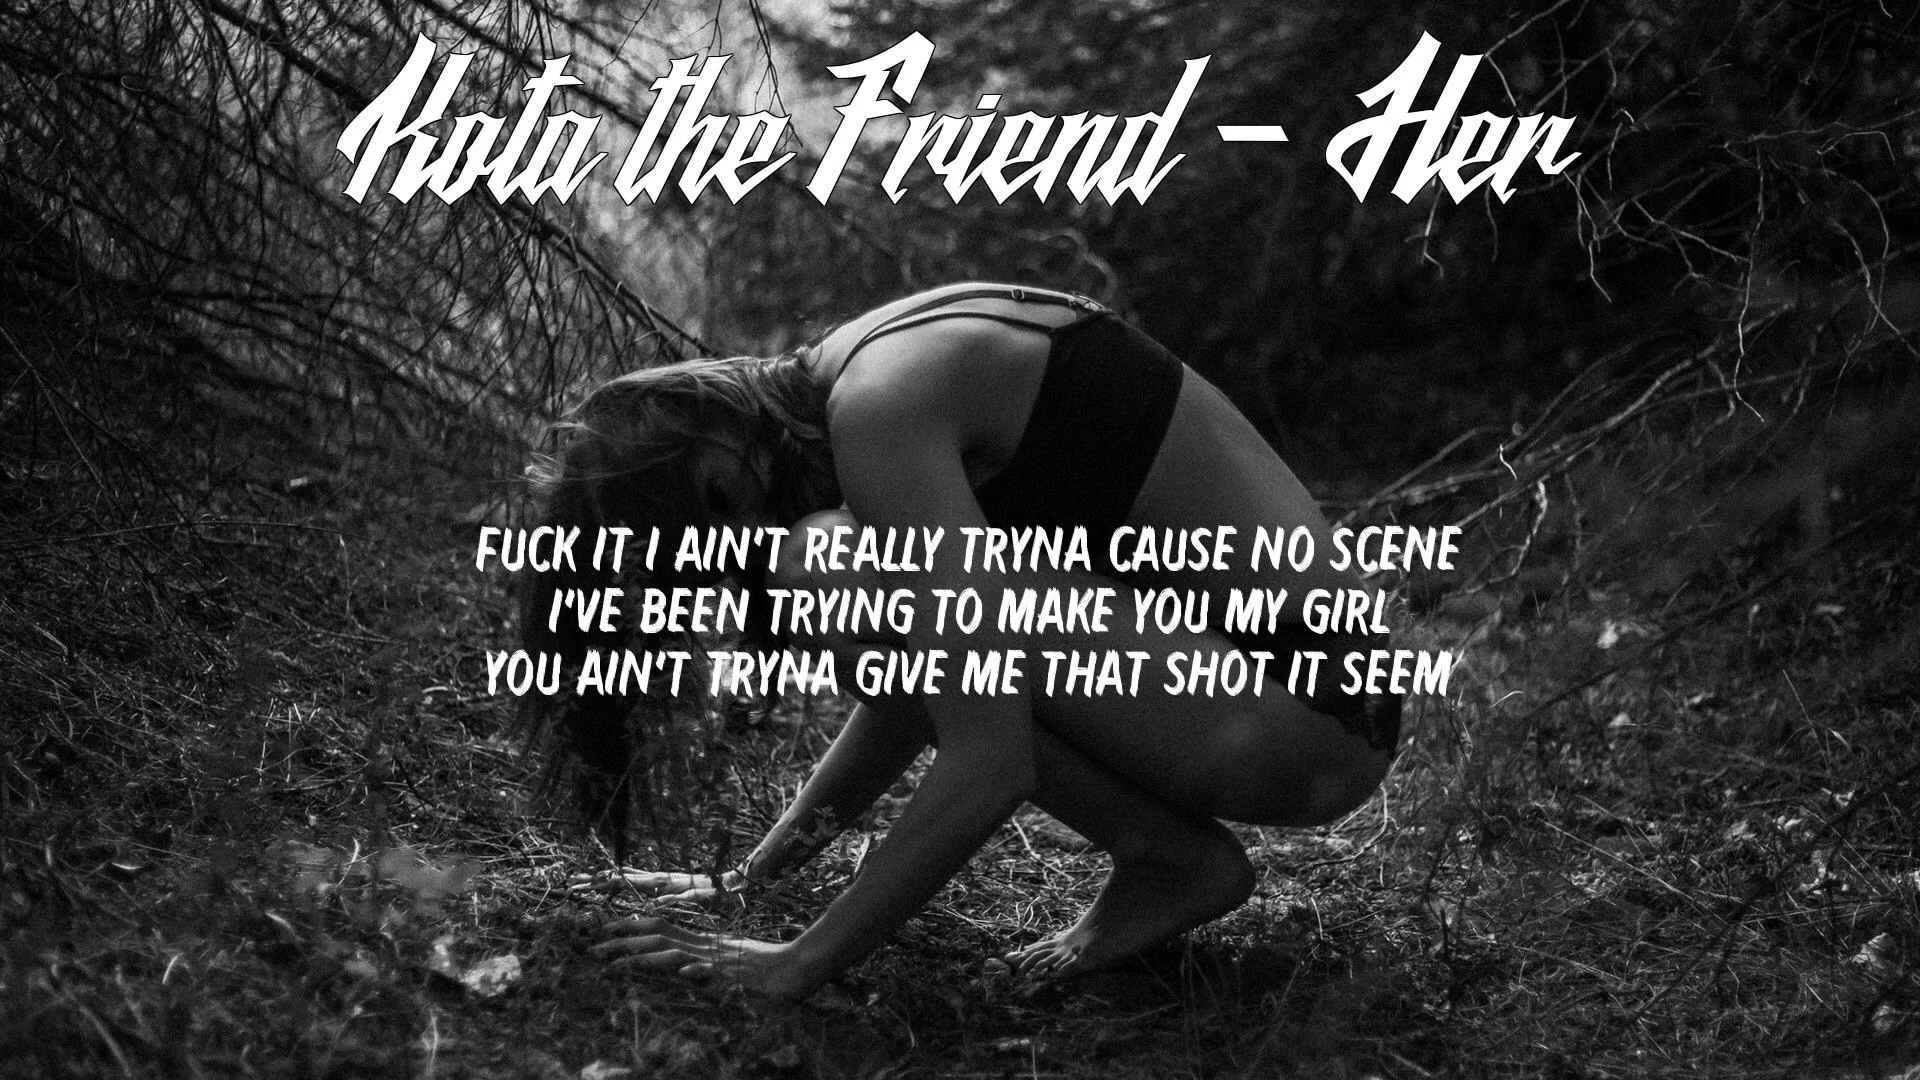 Kota the Friend - Her
FUCK IT I AIN'T REALLY TRYNA CAUSE NO SCENE
I'VE BEEN TRYING TO MAKE YOU MY GIRL
YOU AIN'T TRYNA GIVE ME THAT SHOT IT SEEM